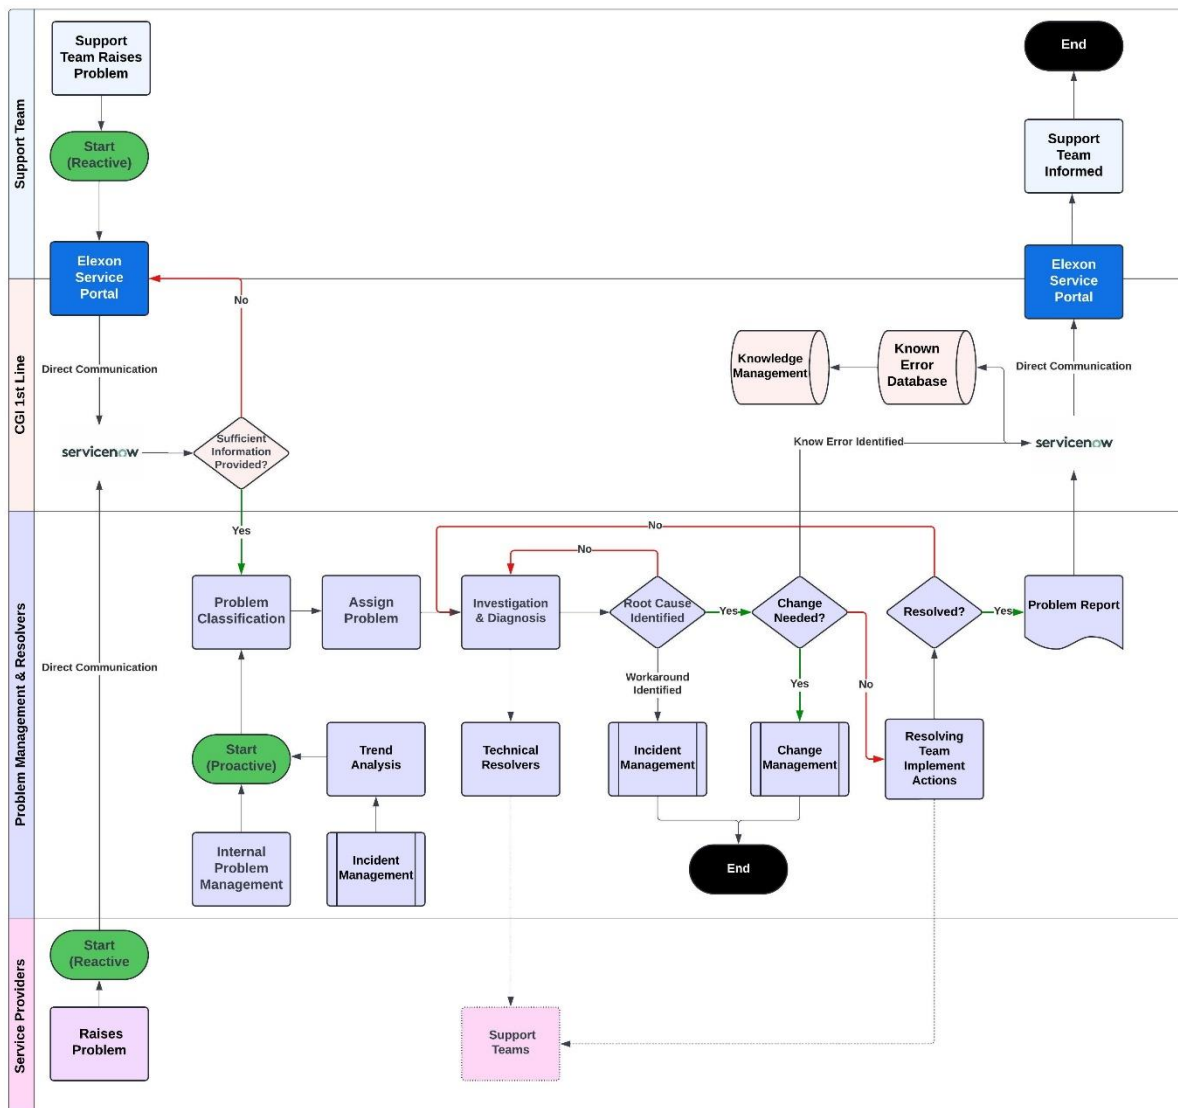 Support Team
Support
Team Raises
Problem
Start
(Reactive)
Elexon
Service
Portal
End
Support
Team
Informed
Elexon
Service
Portal
CGI 1st Line
No
Direct Communication
servicenow
Sufficient
Information
Provided?
Knowledge
Management
Known
Error
Database
Direct Communication
Know Error Identified
servicenow
Problem Management & Resolvers
Yes
No
No
Problem
Classification
Assign
Problem
Investigation
& Diagnosis
Root Cause
Identified
Yes
Change
Needed?
Resolved?
Yes
Problem Report
Direct Communication
Workaround
Identified
Yes
No
Start
(Proactive)
Trend
Analysis
Technical
Resolvers
Incident
Management
Change
Management
Resolving
Team
Implement
Actions
Internal
Problem
Management
Incident
Management
End
Service Providers
Start
(Reactive
Raises
Problem
Support
Teams